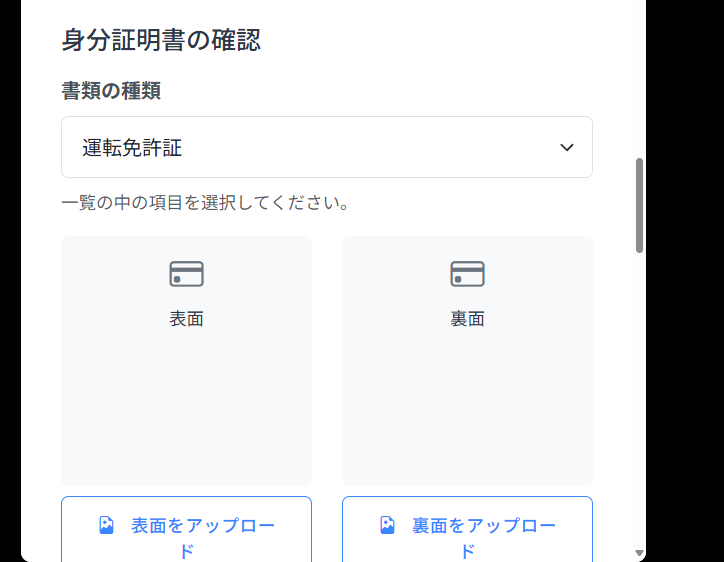 身分証明書の確認
書類の種類
運転免許証
一覧の中の項目を選択してください。
表面
裏面
表面をアップロー
ド
裏面をアップロー
ド